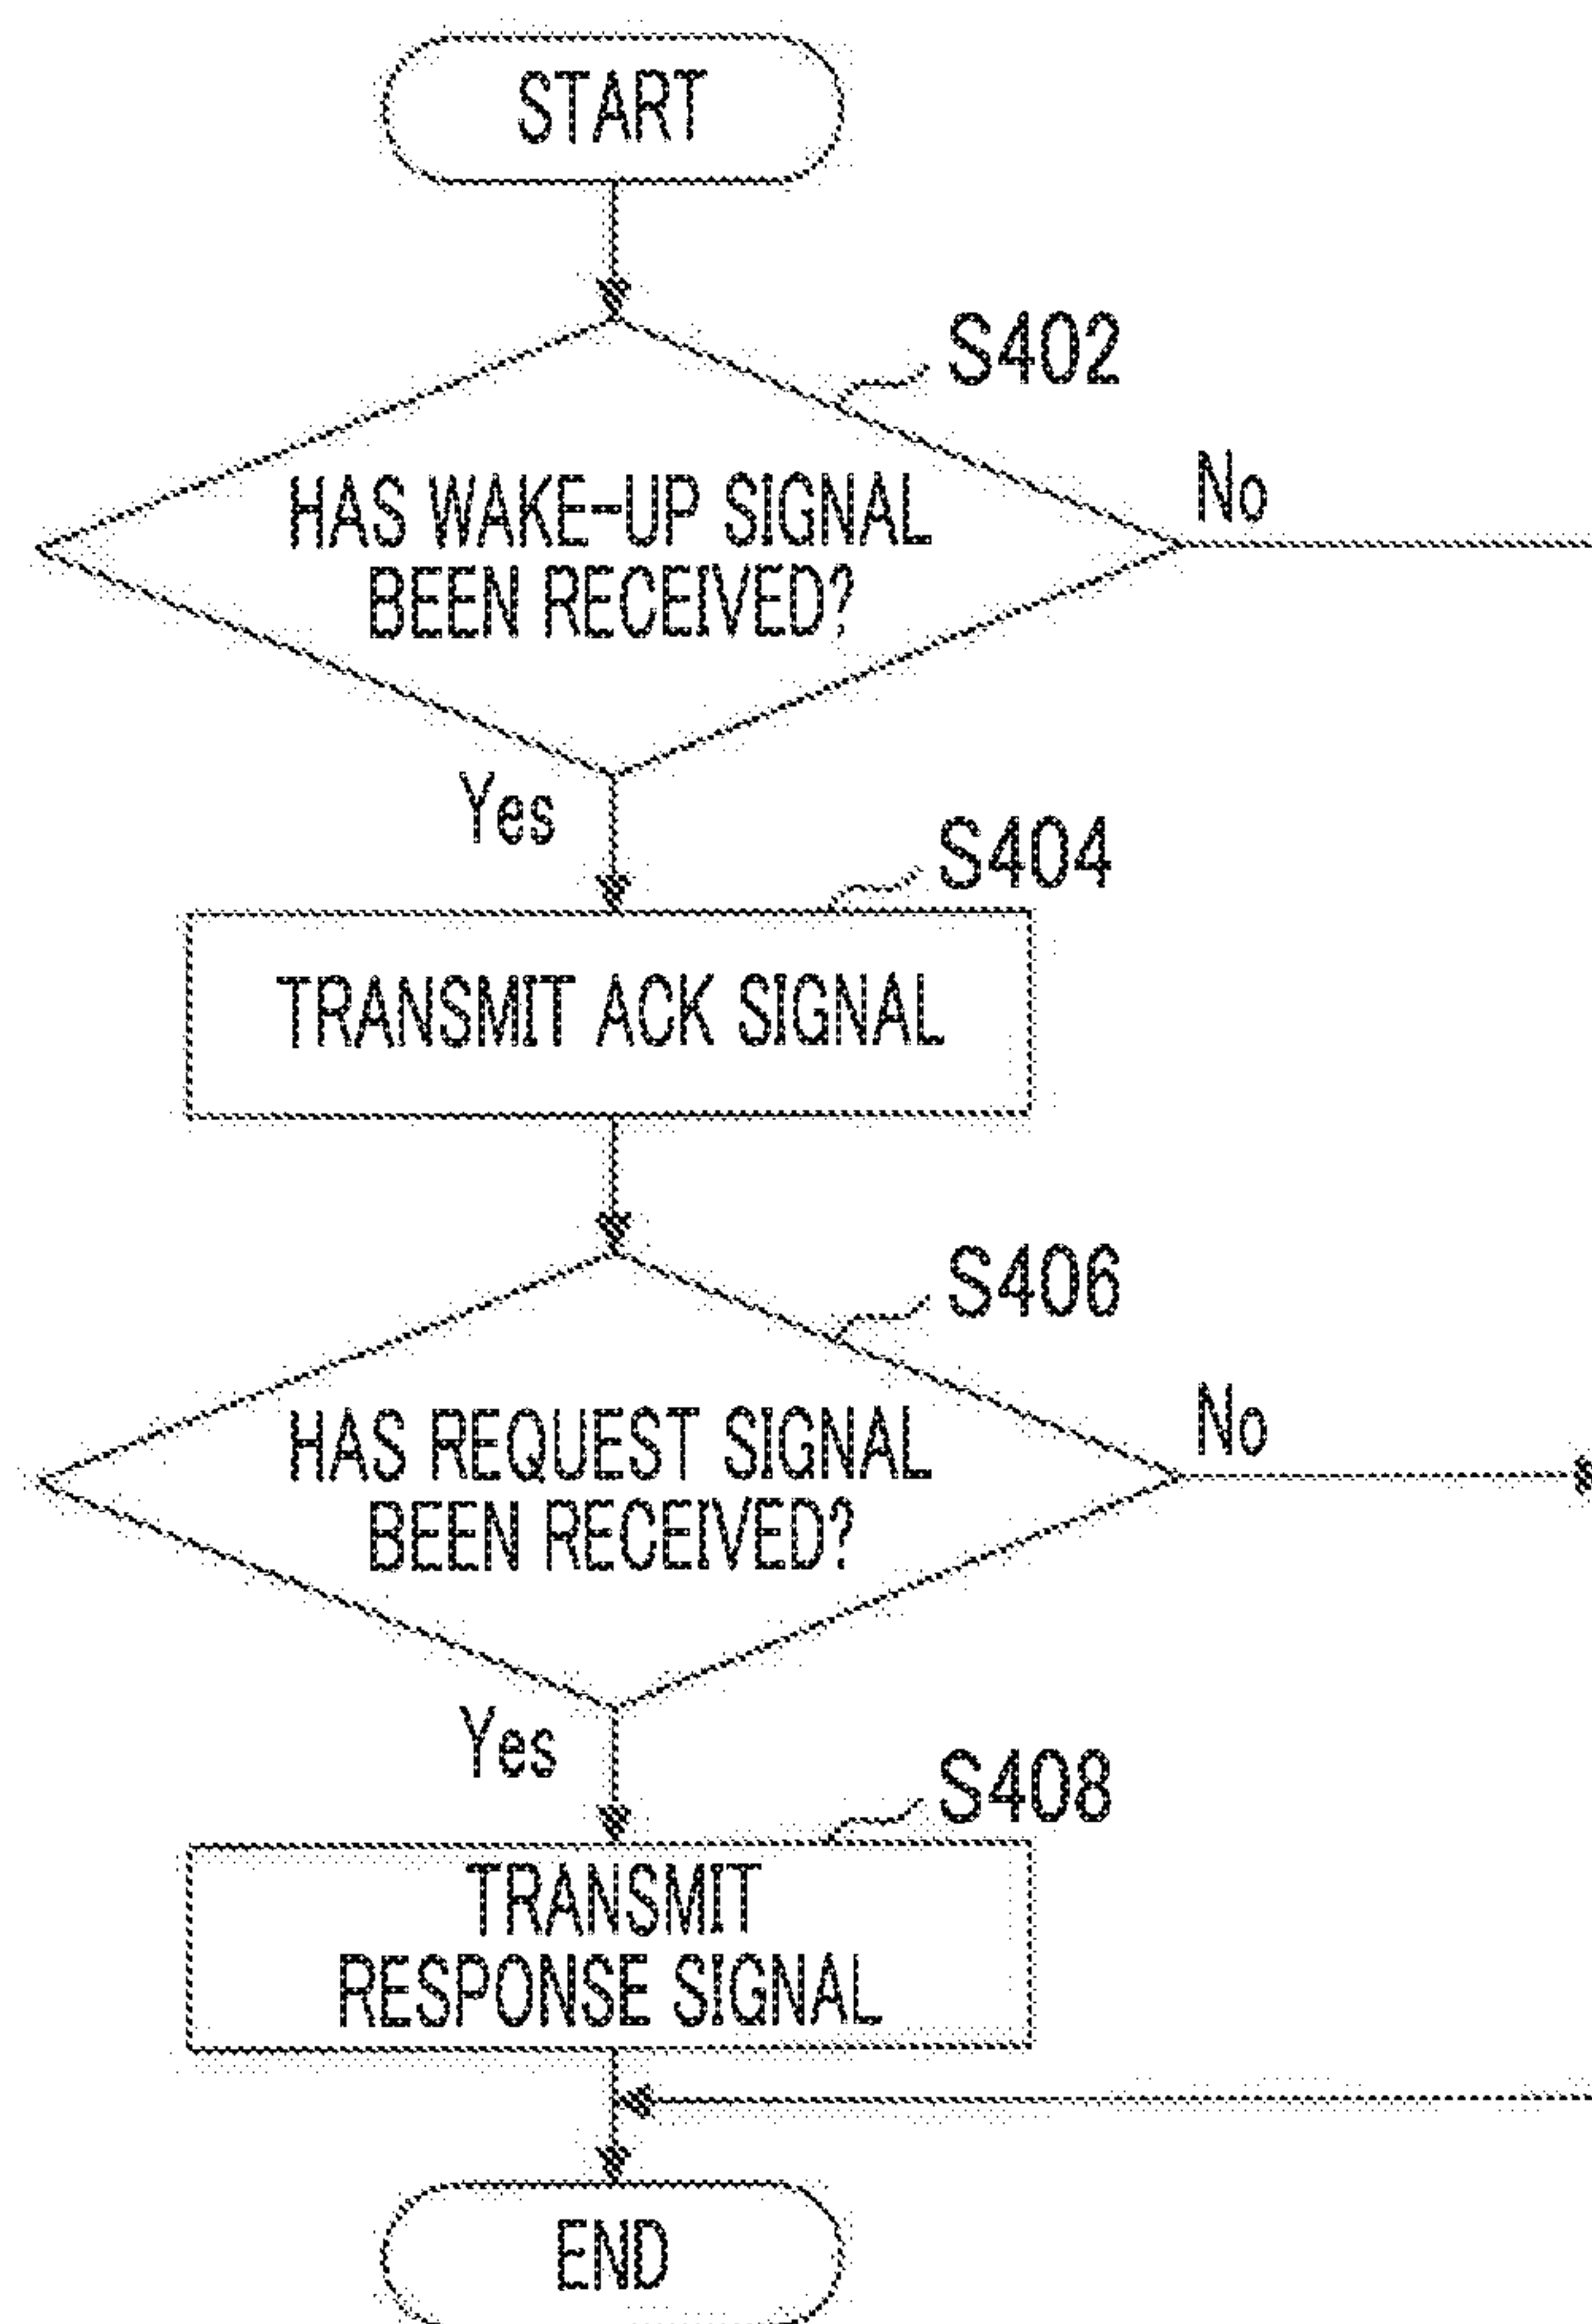 START
S402
HAS WAKE-UP SIGNAL
BEEN RECEIVED?
No
Yes
S404
TRANSMIT ACK SIGNAL
S406
HAS REQUEST SIGNAL
BEEN RECEIVED?
No
Yes
S408
TRANSMIT
RESPONSE SIGNAL
END